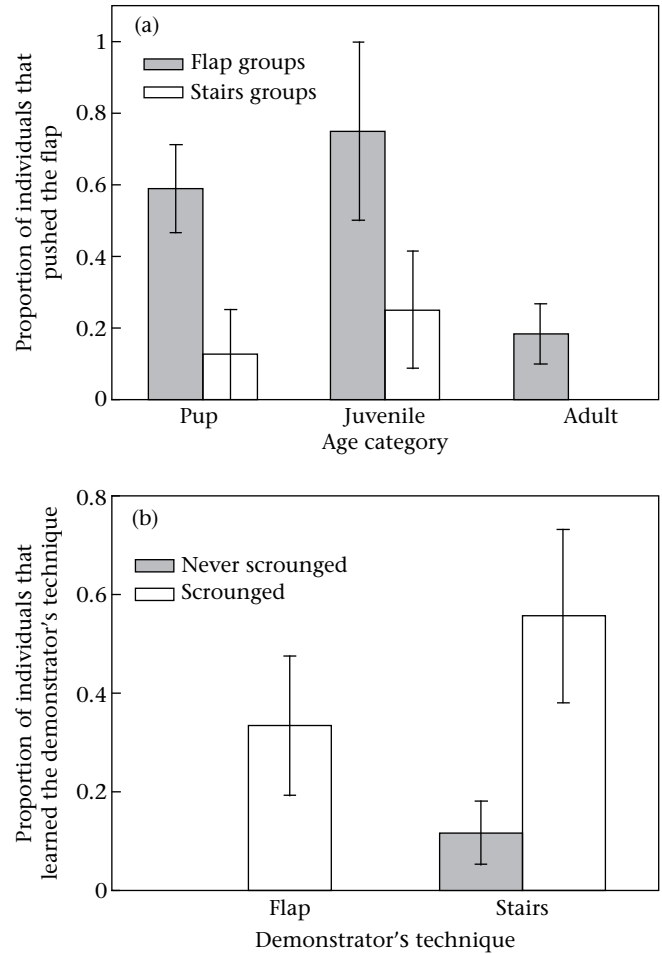 (a)
Flap groups
Stairs groups
Proportion of individuals that
pushed the flap
1
0.8
0.6
0.4
0.2
0
Pup
Juvenile
Adult
Age category
(b)
Never scrounged
Scrounged
Proportion of individuals that
learned the demonstrator's technique
0.8
0.6
0.4
0.2
0
Flap
Stairs
Demonstrator's technique